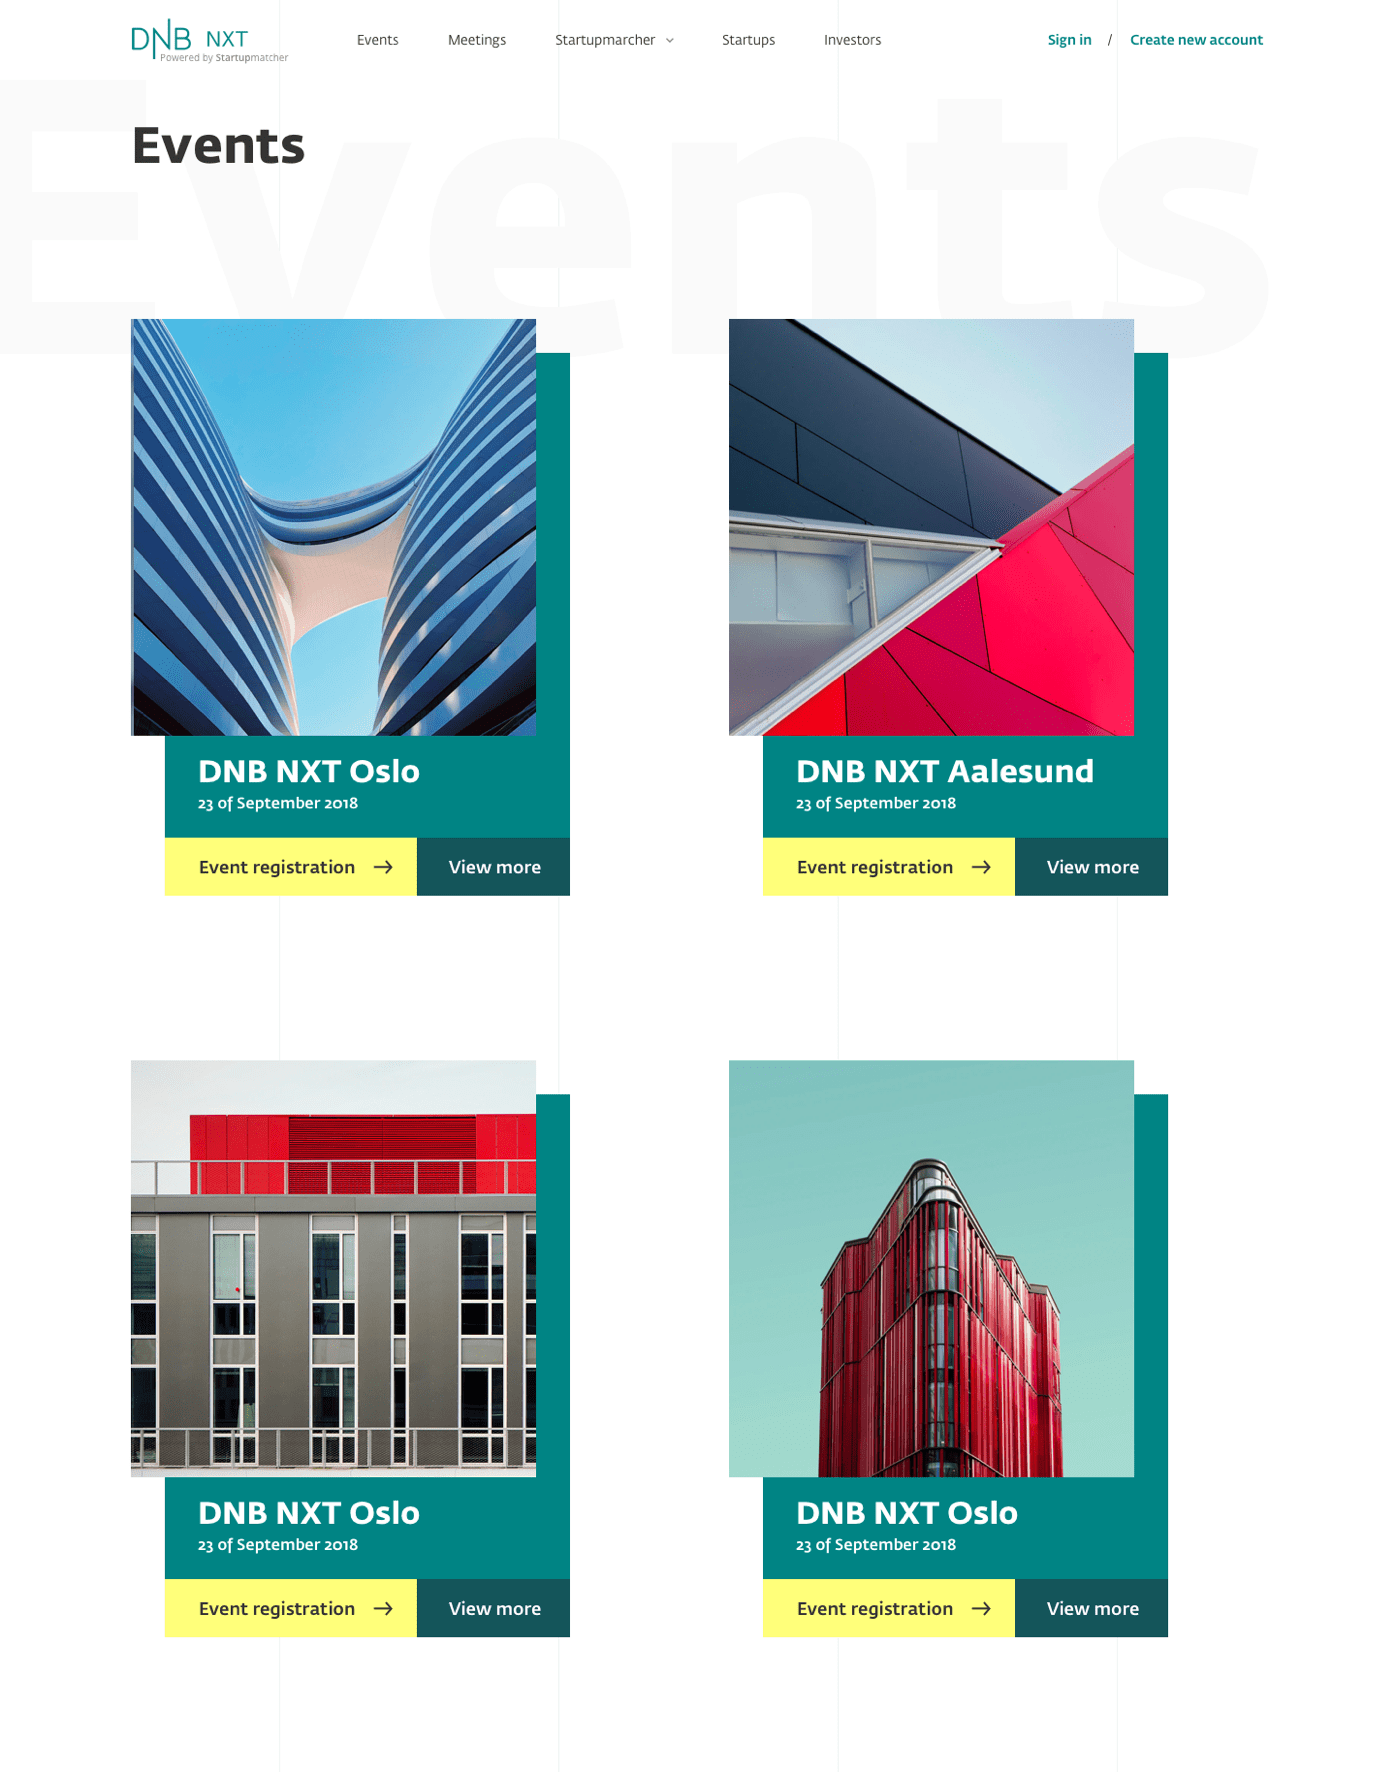 DNB NXT
Powered by Startupmatcher
Events
Meetings
Startupmarcher
Startups
Investors
Sign in / Create new account
Events
Events
DNB NXT Oslo
23 of September 2018
Event registration →
View more
DNB NXT Aalesund
23 of September 2018
Event registration →
View more
DNB NXT Oslo
23 of September 2018
Event registration →
View more
DNB NXT Oslo
23 of September 2018
Event registration →
View more